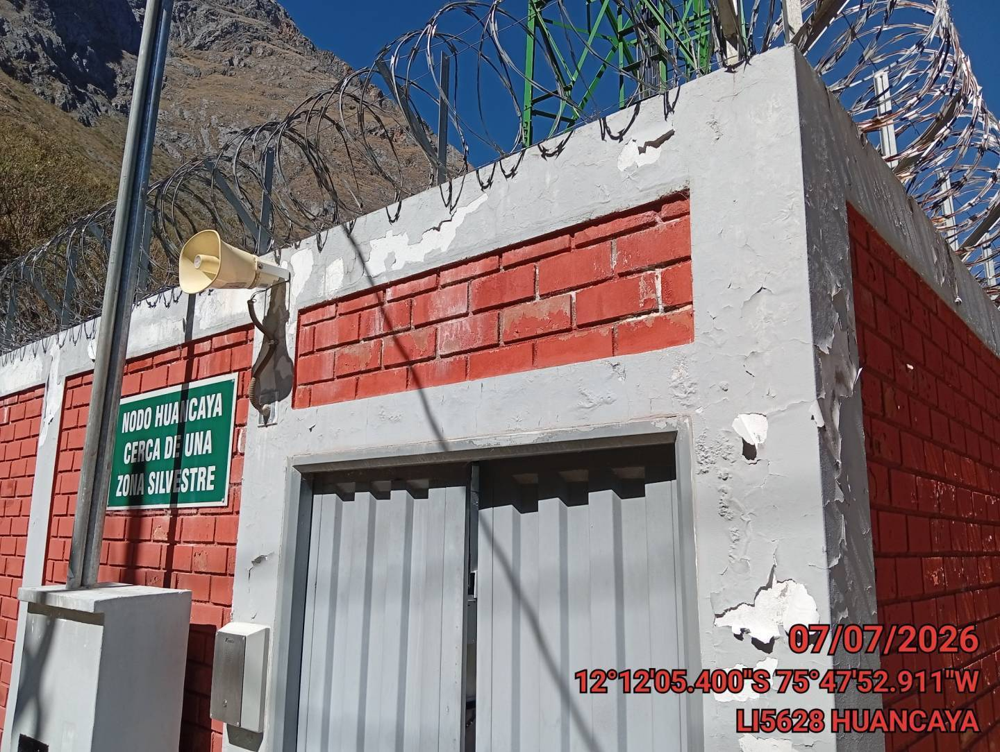 NODO HUANCAYA
CERCA DE UNA
ZONA SILVESTRE
07/07/2026
12°12'05.400"S 75°47'52.911"W
LI5628 HUANCAYA